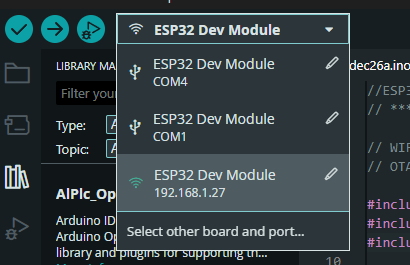 ESP32 Dev Module
LIBRARY MA
dec26a.ino
ESP32 Dev Module
COM4
//ESP3
Filter your
// **
ESP32 Dev Module
COM1
Type:
Topic:
// WIF
// OTA
ESP32 Dev Module
192.168.1.27
AlPlc_Op
Arduino ID
Arduino Op
library and plugins for supporting th...
#inclu
#inclu
#inclu
Select other board and port...
10